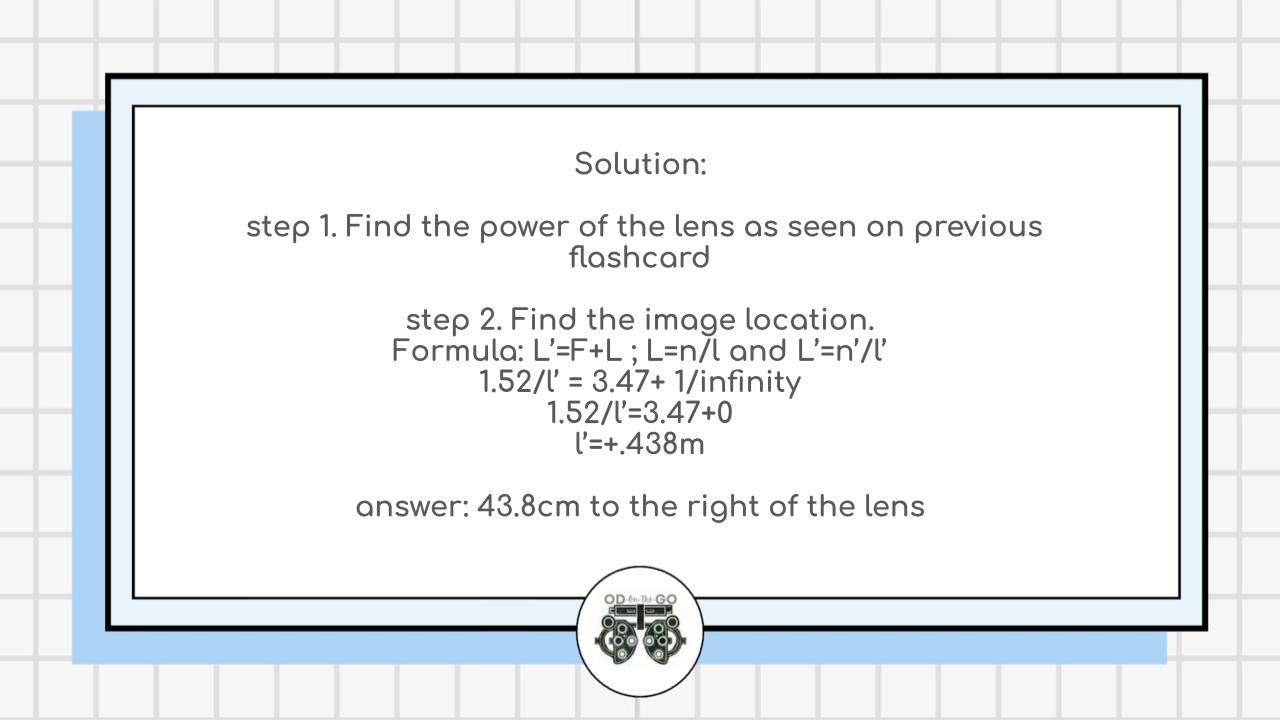 Solution:
step 1. Find the power of the lens as seen on previous
flashcard
step 2. Find the image location.
Formula: L’=F+L ; L=n/l and L’=n’/l’
1.52/l’ = 3.47+ 1/infinity
1.52/l’=3.47+0
l’=+.438m
answer: 43.8cm to the right of the lens
OD-On-The-GO